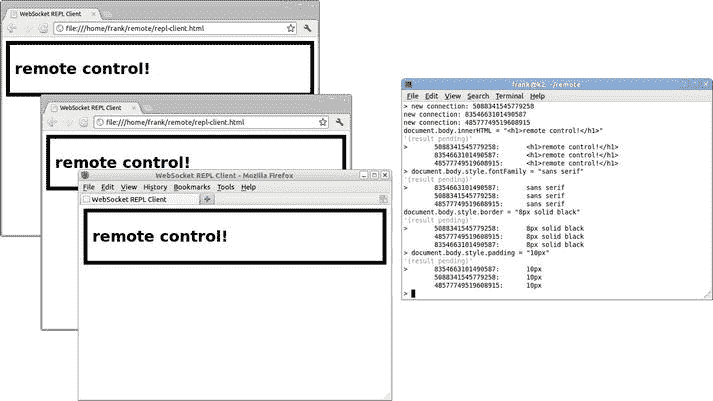 WebSocket REPL Client
file:///home/frank/remote/repl-client.html
remote control!
WebSocket REPL Client
file:///home/frank/remote/repl-client.html
remote control!
WebSocket REPL Client - Mozilla Firefox
File Edit View History Bookmarks Tools Help
WebSocket REPL Client
remote control!
frank@k2: ~/remote
File Edit View Search Terminal Help
> new connection: 5088341545779258
new connection: 8354663101490587
new connection: 48577749519608915
document.body.innerHTML = "<h1>remote control!</h1>"
'(result pending)'
> 5088341545779258: <h1>remote control!</h1>
8354663101490587: <h1>remote control!</h1>
48577749519608915: <h1>remote control!</h1>
> document.body.style.fontFamily = "sans serif"
'(result pending)'
> 8354663101490587: sans serif
5088341545779258: sans serif
48577749519608915: sans serif
document.body.style.border = "8px solid black"
'(result pending)'
> 5088341545779258: 8px solid black
48577749519608915: 8px solid black
8354663101490587: 8px solid black
> document.body.style.padding = "10px"
'(result pending)'
> 8354663101490587: 10px
5088341545779258: 10px
48577749519608915: 10px
>